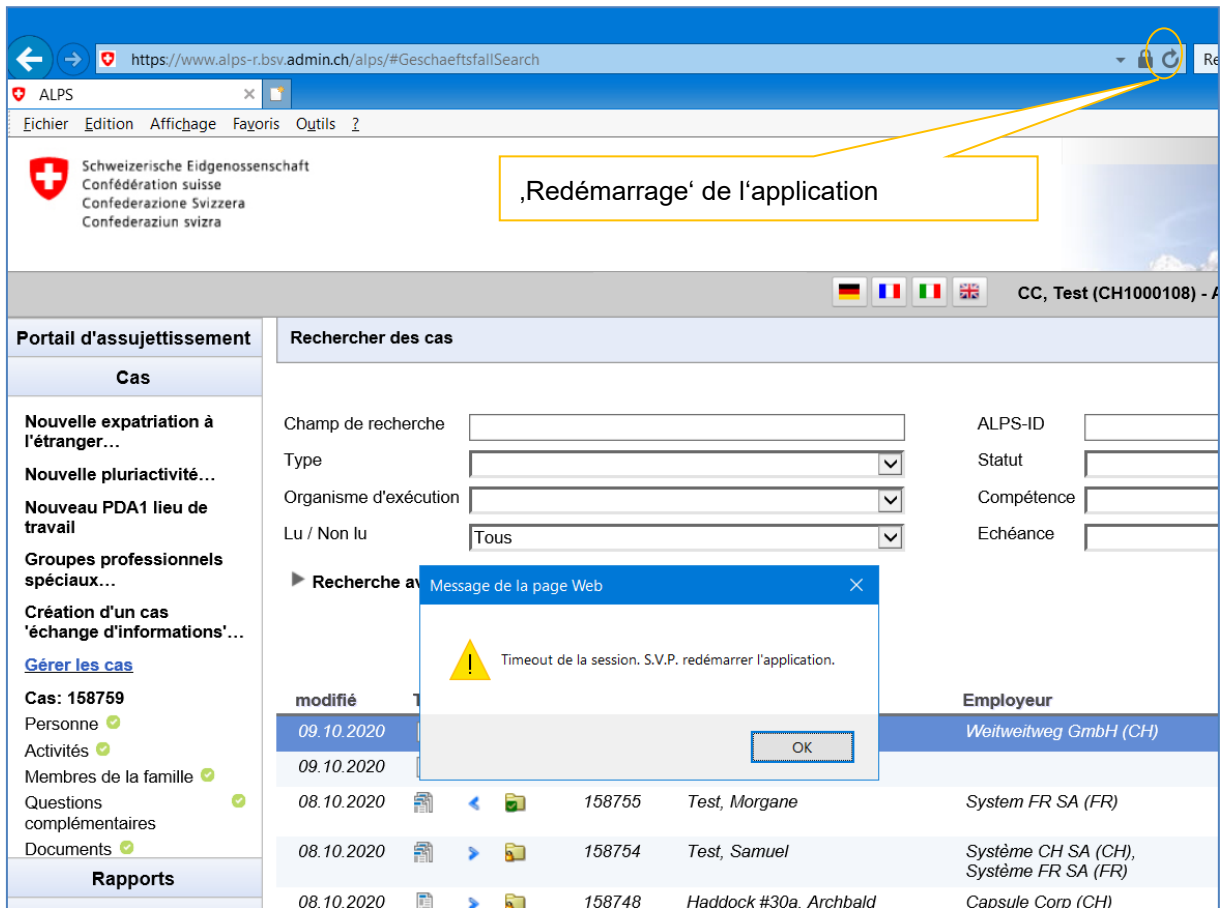 https://www.alps-r.bsv.admin.ch/alps/#GeschaeftsfallSearch
ALPS
Fichier Edition Affichage Favoris Outils ?
Schweizerische Eidgenossenschaft
Confédération suisse
Confederazione Svizzera
Confederaziun svizra
‚Redémarrage‘ de l‘application
CC, Test (CH1000108) -
Portail d'assujettissement
Rechercher des cas
Cas
Nouvelle expatriation à
l'étranger…
Nouvelle pluriactivité…
Nouveau PDA1 lieu de
travail
Groupes professionnels
spéciaux…
Création d'un cas
'échange d'informations'…
Gérer les cas
Cas: 158759
Personne
Activités
Membres de la famille
Questions
complémentaires
Documents
Rapports
Champ de recherche
ALPS-ID
Type
Statut
Organisme d'exécution
Compétence
Lu / Non lu Tous
Echéance
Recherche
Message de la page Web
Timeout de la session. S.V.P. redémarrer l'application.
OK
modifié
Employeur
09.10.2020 Weitweitweg GmbH (CH)
09.10.2020
08.10.2020 158755 Test, Morgane System FR SA (FR)
08.10.2020 158754 Test, Samuel Système CH SA (CH),
Système FR SA (FR)
08.10.2020 158748 Haddock #30a, Archbald Capsule Corp (CH)